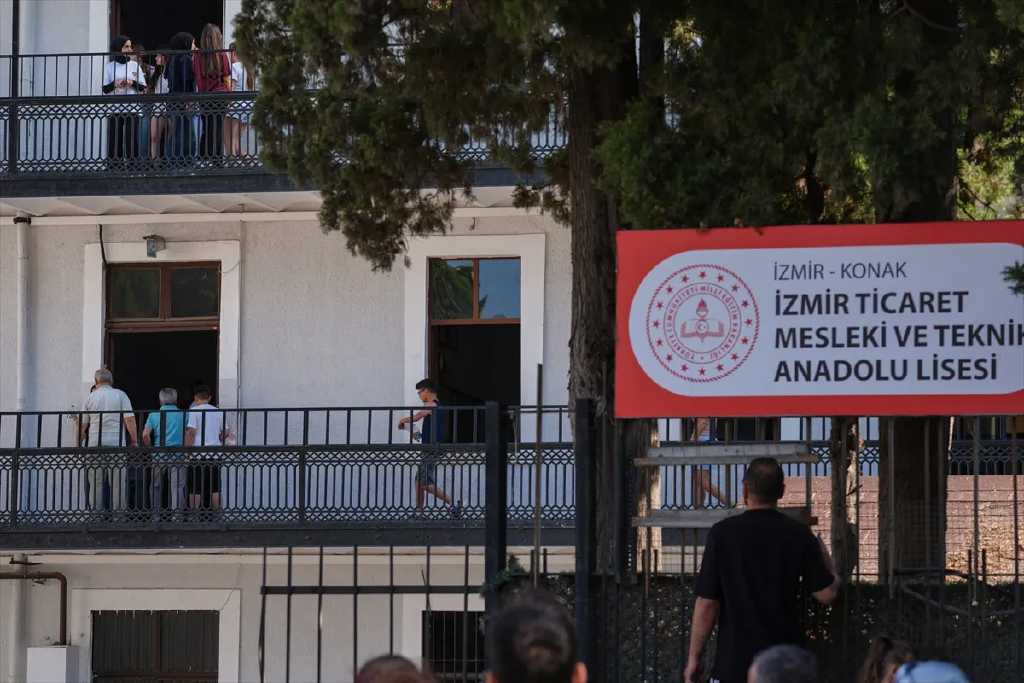 İZMİR - KONAK
İZMİR TİCARET
MESLEKİ VE TEKNİK
ANADOLU LİSESİ